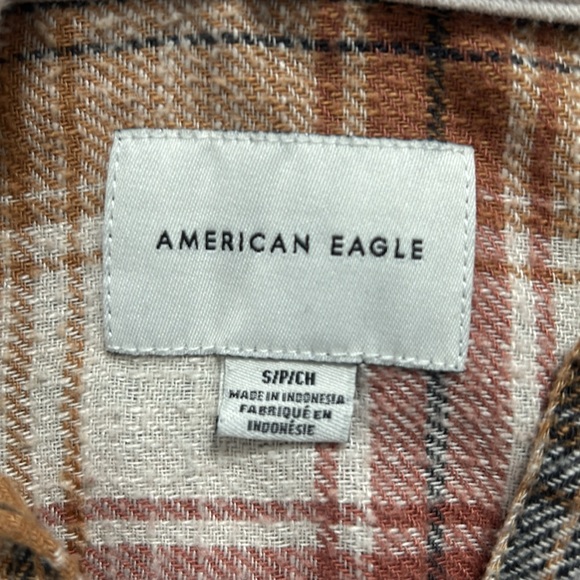 AMERICAN EAGLE
S/P/CH
MADE IN INDONESIA
FABRIQUÉ EN
INDONÉSIE